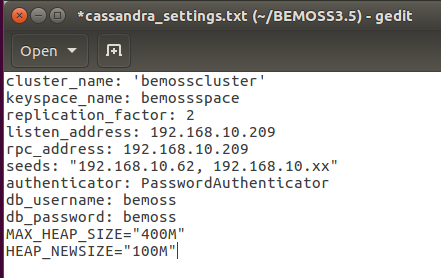 *cassandra_settings.txt (~/BEMOSS3.5) - gedit
Open
cluster_name: 'bemosscluster'
keyspace_name: bemossspace
replication_factor: 2
listen_address: 192.168.10.209
rpc_address: 192.168.10.209
seeds: "192.168.10.62, 192.168.10.xx"
authenticator: PasswordAuthenticator
db_username: bemoss
db_password: bemoss
MAX_HEAP_SIZE="400M"
HEAP_NEWSIZE="100M"